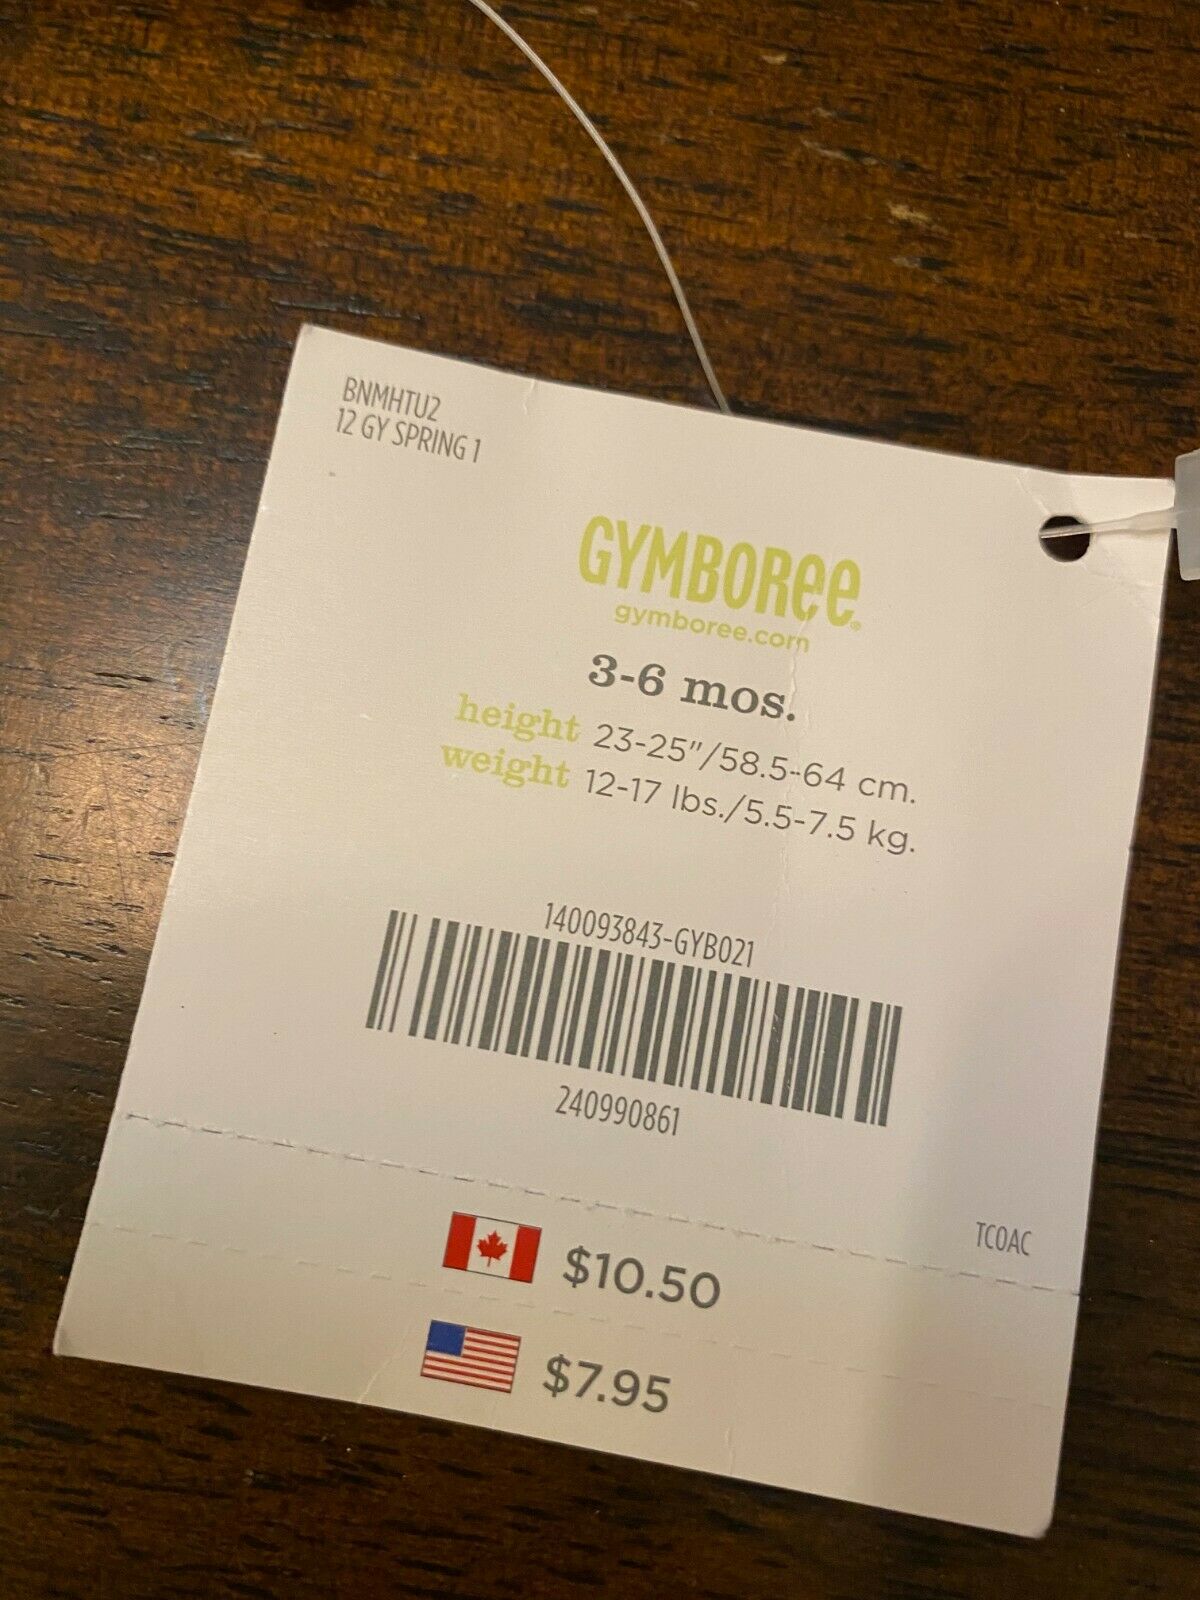 BNMHTU2
12 GY SPRING 1
GYMBOREE®
gymboree.com
3-6 mos.
height 23-25"/58.5-64 cm.
weight 12-17 lbs./5.5-7.5 kg.
140093843-GYB021
240990861
TCOAC
$10.50
$7.95